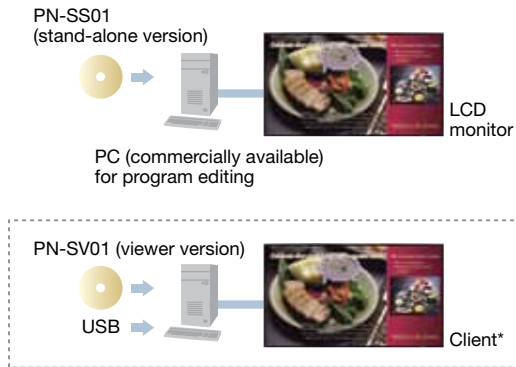 PN-SS01
(stand-alone version)
LCD
monitor
PC (commercially available)
for program editing
PN-SV01 (viewer version)
USB
Client*